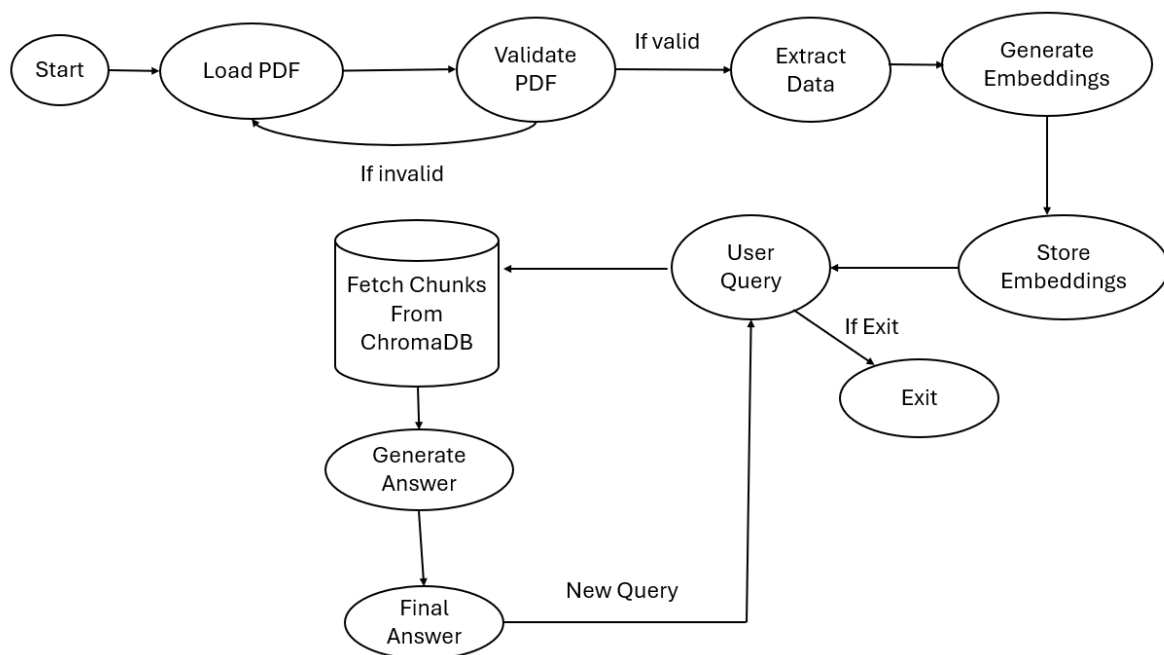 Start
Load PDF
Validate
PDF
If valid
Extract
Data
Generate
Embeddings
If invalid
Fetch Chunks
From
ChromaDB
User
Query
Store
Embeddings
If Exit
Exit
Generate
Answer
Final
Answer
New Query